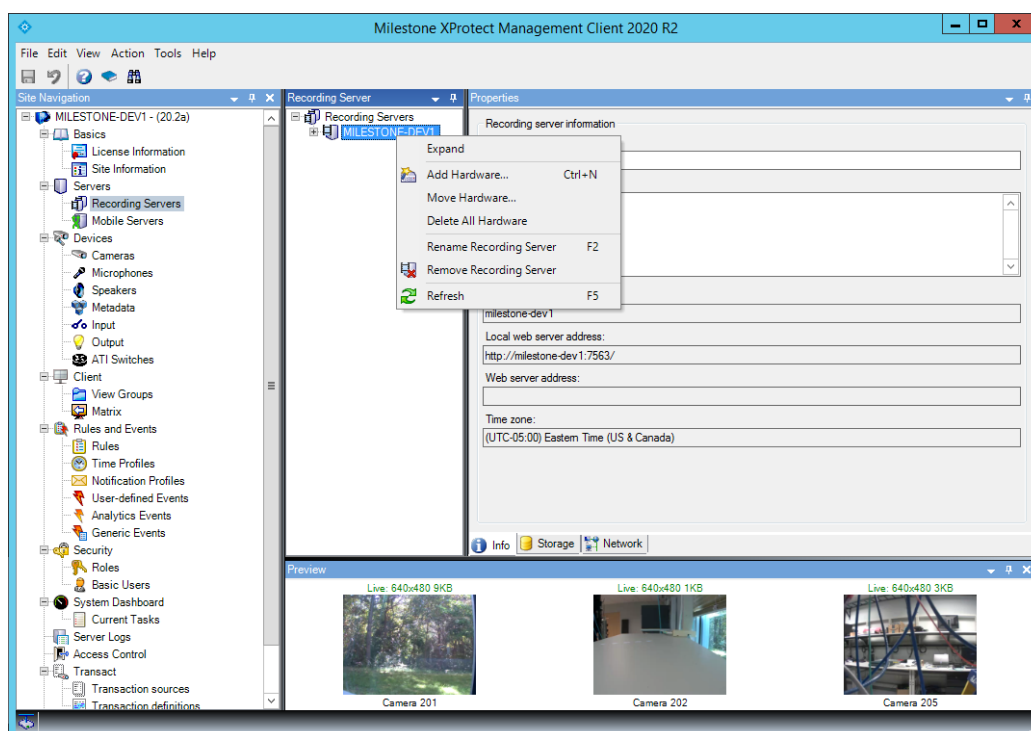 Milestone XProtect Management Client 2020 R2
File Edit View Action Tools Help
Site Navigation
MILESTONE-DEV1 - (20.2a)
Basics
License Information
Site Information
Servers
Recording Servers
Mobile Servers
Devices
Cameras
Microphones
Speakers
Metadata
Input
Output
ATI Switches
Client
View Groups
Matrix
Rules and Events
Rules
Time Profiles
Notification Profiles
User-defined Events
Analytics Events
Generic Events
Security
Roles
Basic Users
System Dashboard
Current Tasks
Server Logs
Access Control
Transact
Transaction sources
Transaction definitions
Recording Server
Recording Servers
MILESTONE-DEV1
Expand
Add Hardware... Ctrl+N
Move Hardware...
Delete All Hardware
Rename Recording Server F2
Remove Recording Server
Refresh F5
Properties
Recording server information
milestone-dev1
Local web server address:
http://milestone-dev1:7563/
Web server address:
Time zone:
(UTC-05:00) Eastern Time (US & Canada)
Info Storage Network
Preview
Live: 640x480 9KB
Live: 640x480 1KB
Live: 640x480 3KB
Camera 201
Camera 202
Camera 205